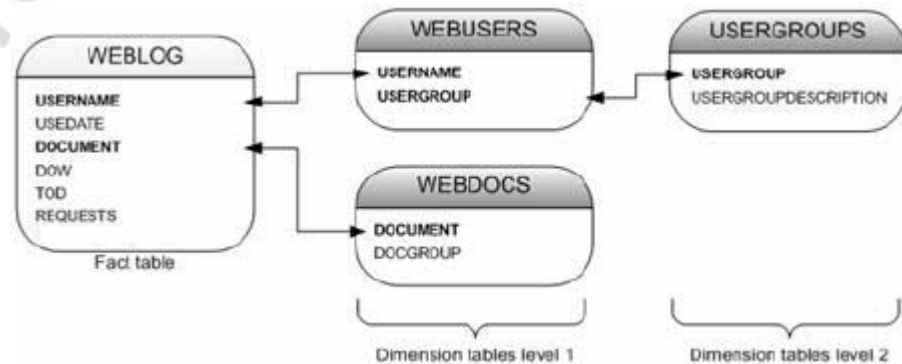 WEBLOG
USERNAME
USEDATE
DOCUMENT
DOW
TOD
REQUESTS
Fact table
WEBUSERS
USERNAME
USERGROUP
WEBDOCS
DOCUMENT
DOCGROUP
Dimension tables level 1
USERGROUPS
USERGROUP
USERGROUPDESCRIPTION
Dimension tables level 2